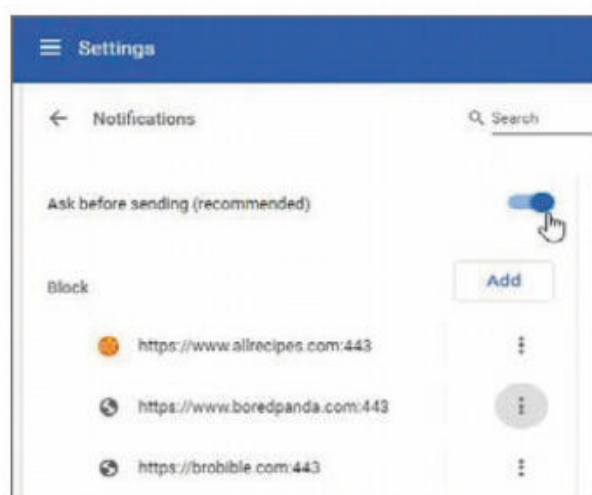 Settings
Notifications
Search
Ask before sending (recommended)
Block
Add
https://www.allrecipes.com:443
https://www.boredpanda.com:443
https://brobible.com:443